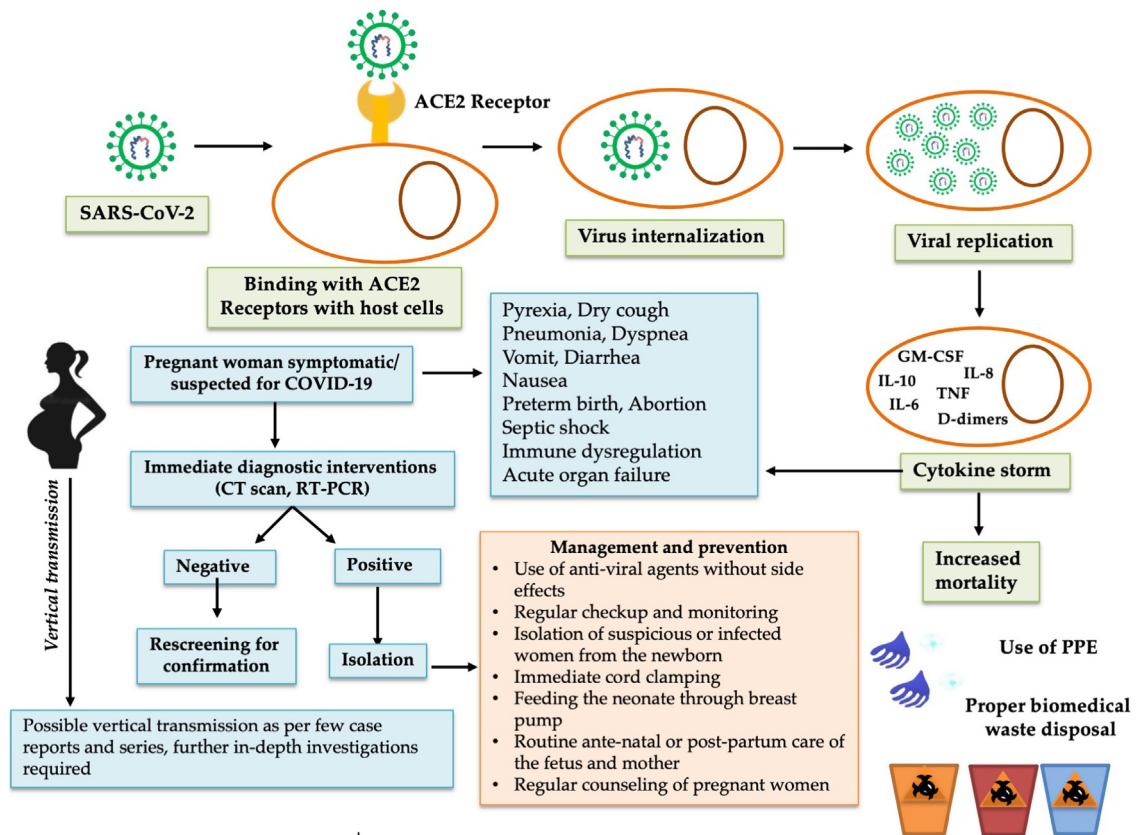 ACE2 Receptor
SARS-CoV-2
Binding with ACE2
Receptors with host cells
Virus internalization
Viral replication
GM-CSF
IL-10
IL-8
TNF
IL-6
D-dimers
Cytokine storm
Increased
mortality
Pregnant woman symptomatic/
suspected for COVID-19
Pyrexia, Dry cough
Pneumonia, Dyspnea
Vomit, Diarrhea
Nausea
Preterm birth, Abortion
Septic shock
Immune dysregulation
Acute organ failure
Immediate diagnostic interventions
(CT scan, RT-PCR)
Negative
Positive
Rescreening for
confirmation
Isolation
Vertical transmission
Possible vertical transmission as per few case
reports and series, further in-depth investigations
required
Management and prevention
• Use of anti-viral agents without side
effects
• Regular checkup and monitoring
• Isolation of suspicious or infected
women from the newborn
• Immediate cord clamping
• Feeding the neonate through breast
pump
• Routine ante-natal or post-partum care of
the fetus and mother
• Regular counseling of pregnant women
Use of PPE
Proper biomedical
waste disposal